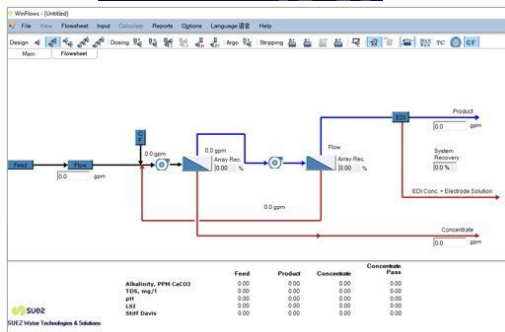 WinFlows - [Untitled]
File View Flowsheet Input Calculate Reports Options Language 语言 Help
Design Dosing Argo Stripping TC CF
Main Flowsheet
Product
EDI
0.0 gpm
Flow
0.0 gpm
0.0 gpm
Array Rec.
0.00 %
Array Rec.
0.00 %
System
Recovery
0.0 %
Feed Flow
0.0 gpm
EDI Conc + Electrode Solution
0.0 gpm
Concentrate
0.0 gpm
Feed Product Concentrate Concentrate Pass
Alkalinity, PPM CaCO3 0.00 0.00 0.00 0.00
TDS, mg/l 0.00 0.00 0.00 0.00
pH 0.00 0.00 0.00 0.00
LSI 0.00 0.00 0.00 0.00
Stiff Davis 0.00 0.00 0.00 0.00
suez
SUEZ Water Technologies & Solutions